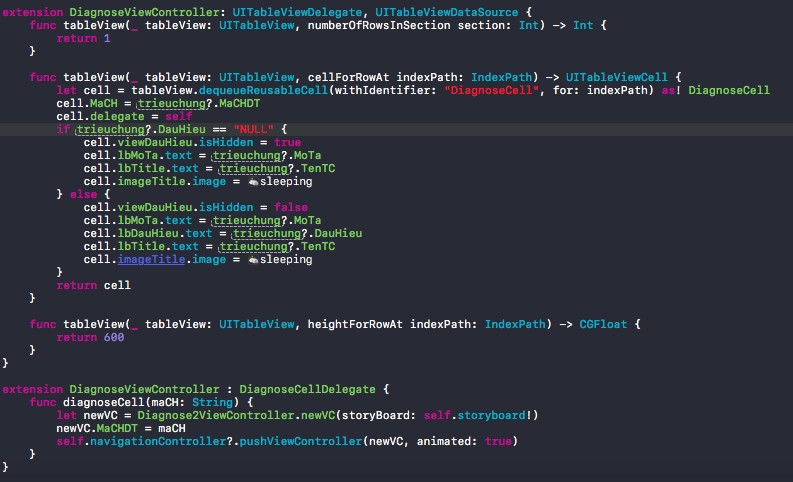 extension DiagnoseViewController: UITableViewDelegate, UITableViewDataSource {
    func tableView(_ tableView: UITableView, numberOfRowsInSection section: Int) -> Int {
        return 1
    }

    func tableView(_ tableView: UITableView, cellForRowAt indexPath: IndexPath) -> UITableViewCell {
        let cell = tableView.dequeueReusableCell(withIdentifier: "DiagnoseCell", for: indexPath) as! DiagnoseCell
        cell.MaCH = trieuchung?.MaCHDT
        cell.delegate = self
        if trieuchung?.DauHieu == "NULL" {
            cell.viewDauHieu.isHidden = true
            cell.lbMoTa.text = trieuchung?.MoTa
            cell.lbTitle.text = trieuchung?.TenTC
            cell.imageTitle.image = sleeping
        } else {
            cell.viewDauHieu.isHidden = false
            cell.lbMoTa.text = trieuchung?.MoTa
            cell.lbDauHieu.text = trieuchung?.DauHieu
            cell.lbTitle.text = trieuchung?.TenTC
            cell.imageTitle.image = sleeping
        }
        return cell
    }

    func tableView(_ tableView: UITableView, heightForRowAt indexPath: IndexPath) -> CGFloat {
        return 600
    }
}

extension DiagnoseViewController : DiagnoseCellDelegate {
    func diagnoseCell(maCH: String) {
        let newVC = Diagnose2ViewController.newVC(storyBoard: self.storyboard!)
        newVC.MaCHDT = maCH
        self.navigationController?.pushViewController(newVC, animated: true)
    }
}